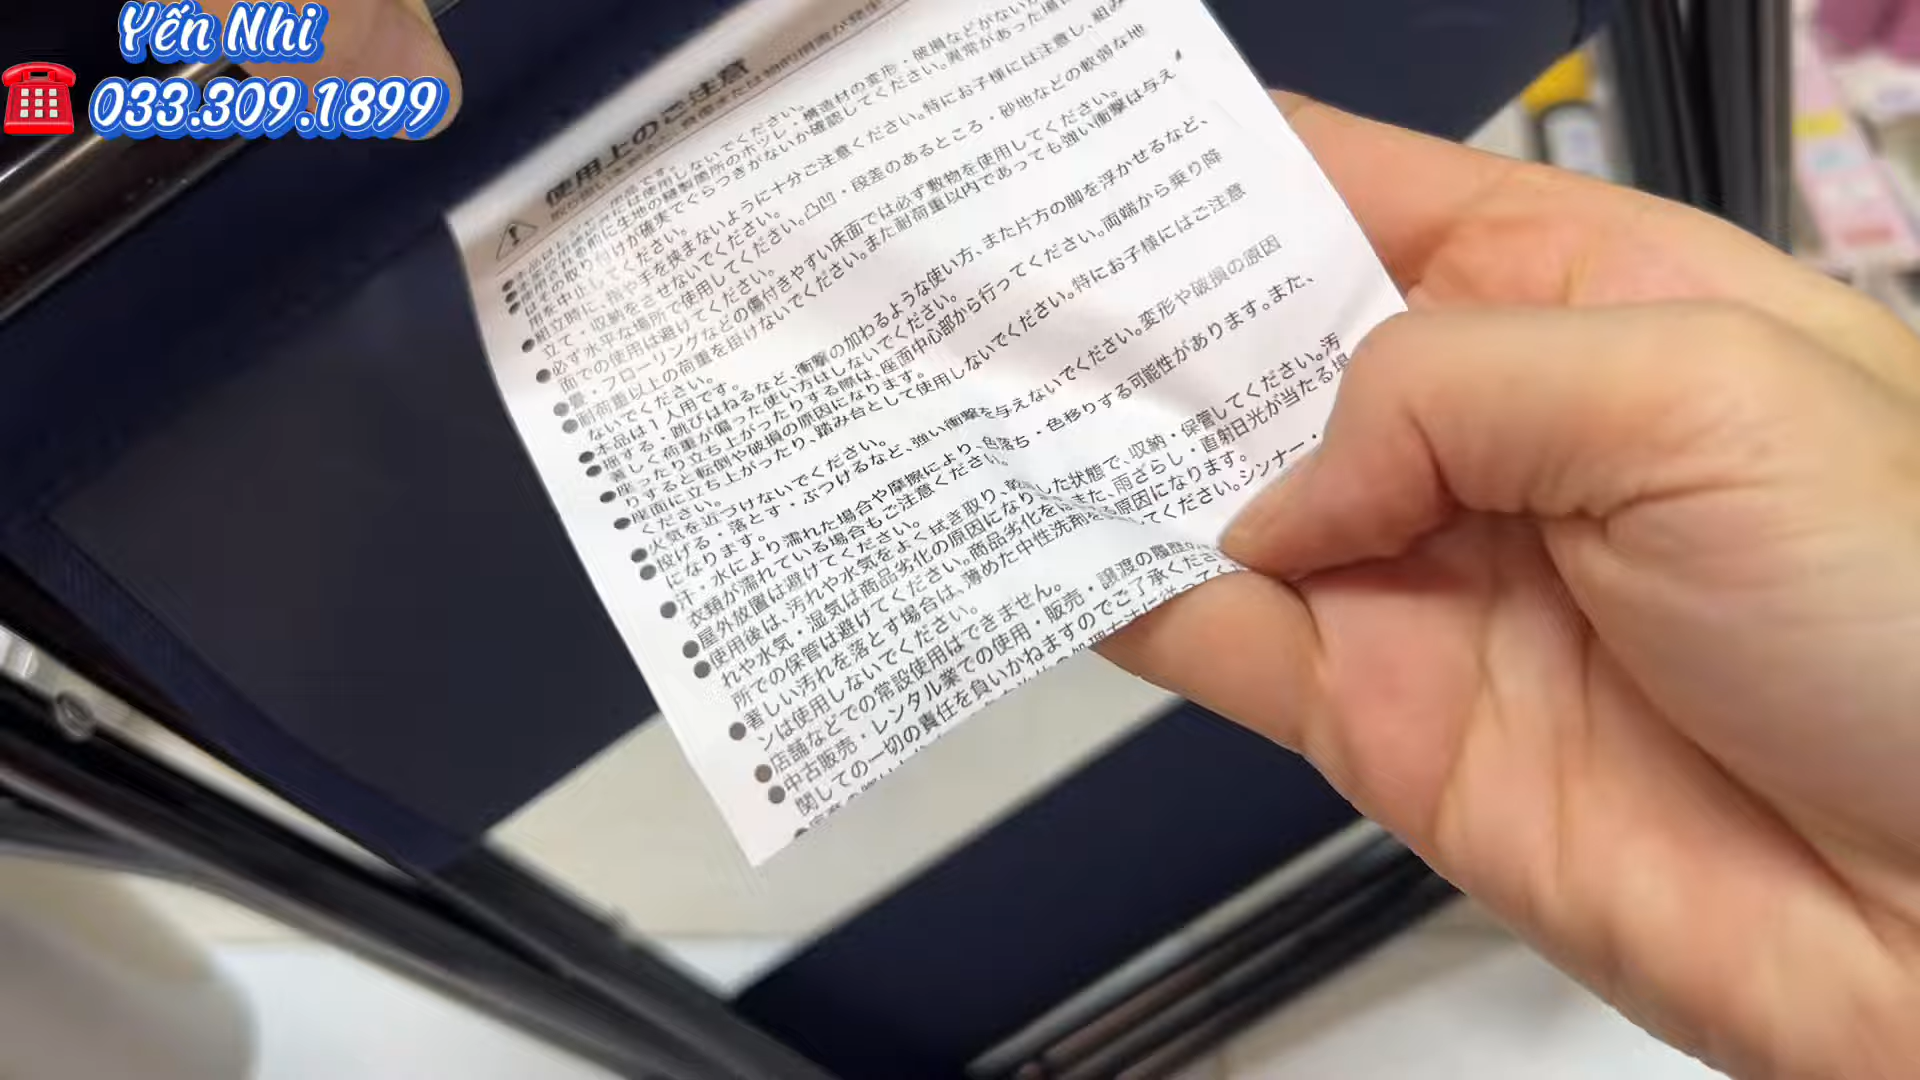 Yến Nhi
033.309.1899
使用上のご注意
用を中止してください。
●組立時に、指や手を挟まないように十分ご注意ください。特にお子様には注意し、組み
立て・収納をさせないでください。
●必ず水平な場所で使用してください。凸凹・段差のあるところ・砂地などの軟弱な地
面での使用は避けてください。
●畳・フローリングなどの傷付きやすい床面では必ず敷物を使用してください。
●耐荷重以上の荷重を掛けないでください。また耐荷重以内であっても強い衝撃は与え
ないでください。
●本品は1人用です。
●揺する・跳びはねるなど、衝撃の加わるような使い方、また片方の脚を浮かせるなど、
著しく荷重が偏った使い方はしないでください。
●座ったり立ち上がったりする際は、座面中心部から行ってください。両端から乗り降
りすると転倒や破損の原因になります。
●座面に立ち上がったり、踏み台として使用しないでください。特にお子様にはご注意
ください。
●火気を近づけないでください。
●投げる・落とす・ぶつけるなど、強い衝撃を与えないでください。変形や破損の原因
になります。
●汗・水により濡れた場合や摩擦により、色落ち・色移りする可能性があります。また、
衣類が濡れている場合もご注意ください。
●屋外放置は避けてください。
●使用後は、汚れや水気をよく拭き取り、乾した状態で、収納・保管してください。汚
れや水気・湿気は商品劣化の原因になり
所での保管は避けてください。商品劣化を また、雨ざらし・直射日光が当たる場
●著しい汚れを落とす場合は、薄めた中性洗剤を 原因になります。
ンは使用しないでください。 てください。シンナー・
●店舗などでの常設使用はできません。
●中古販売・レンタル業での使用・販売・譲渡の履歴
関しての一切の責任を負いかねますのでご了承くださ